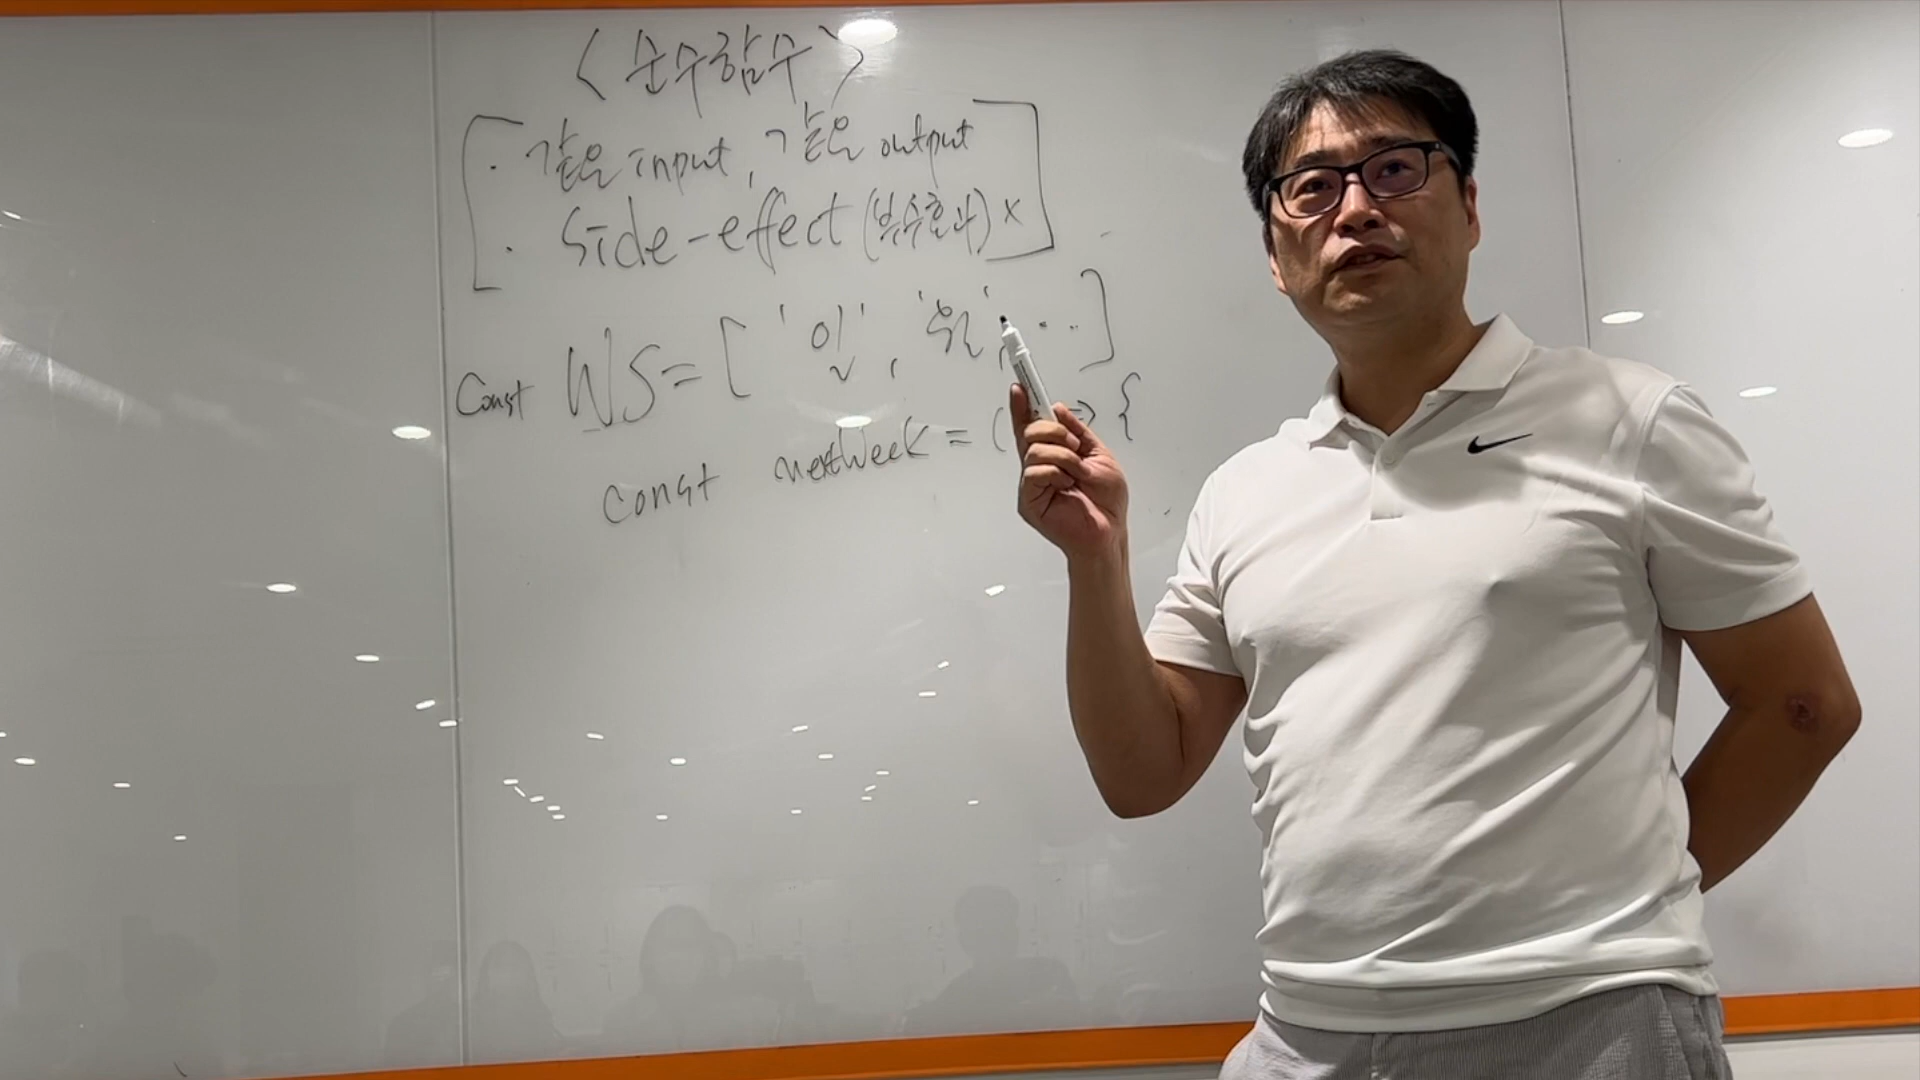 <순수함수>
· 같은 input, 같은 output
· side-effect (부수효과) x
Const WS = [ '일', '월', ...]
const nextWeek = ( => {